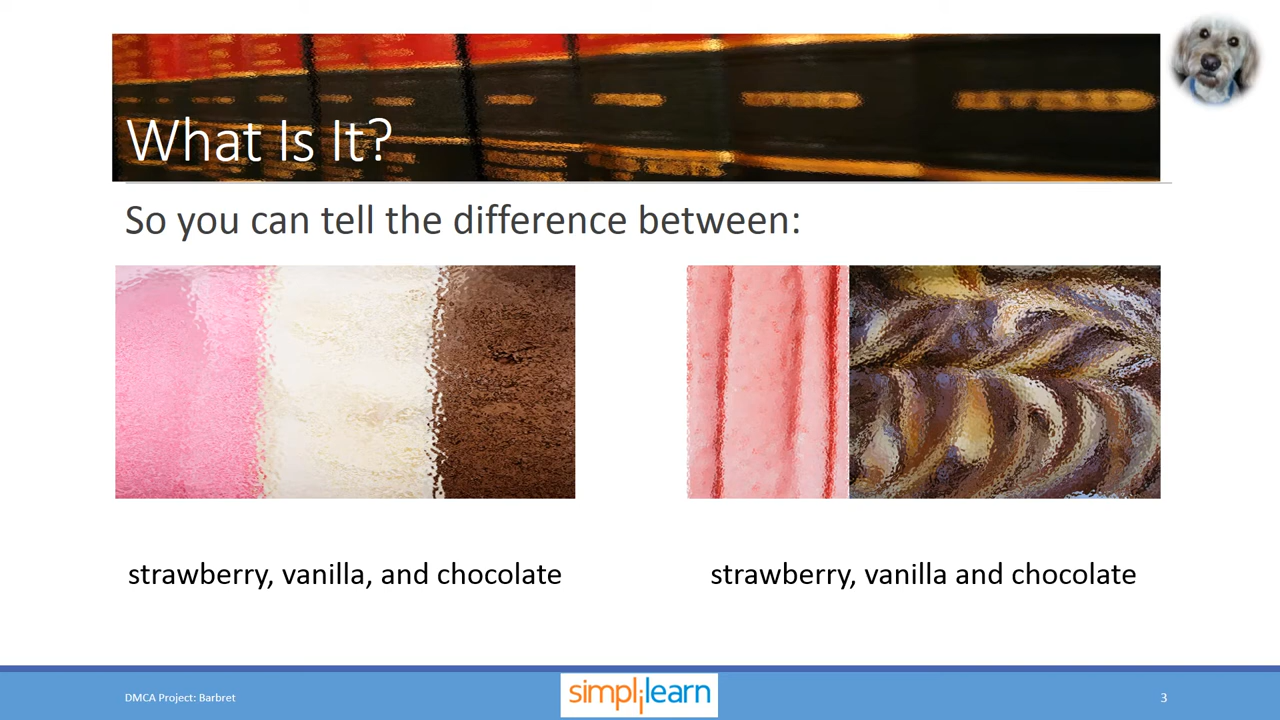 What Is It?
So you can tell the difference between:
strawberry, vanilla, and chocolate
strawberry, vanilla and chocolate
DMCA Project: Barbret
simplilearn
3